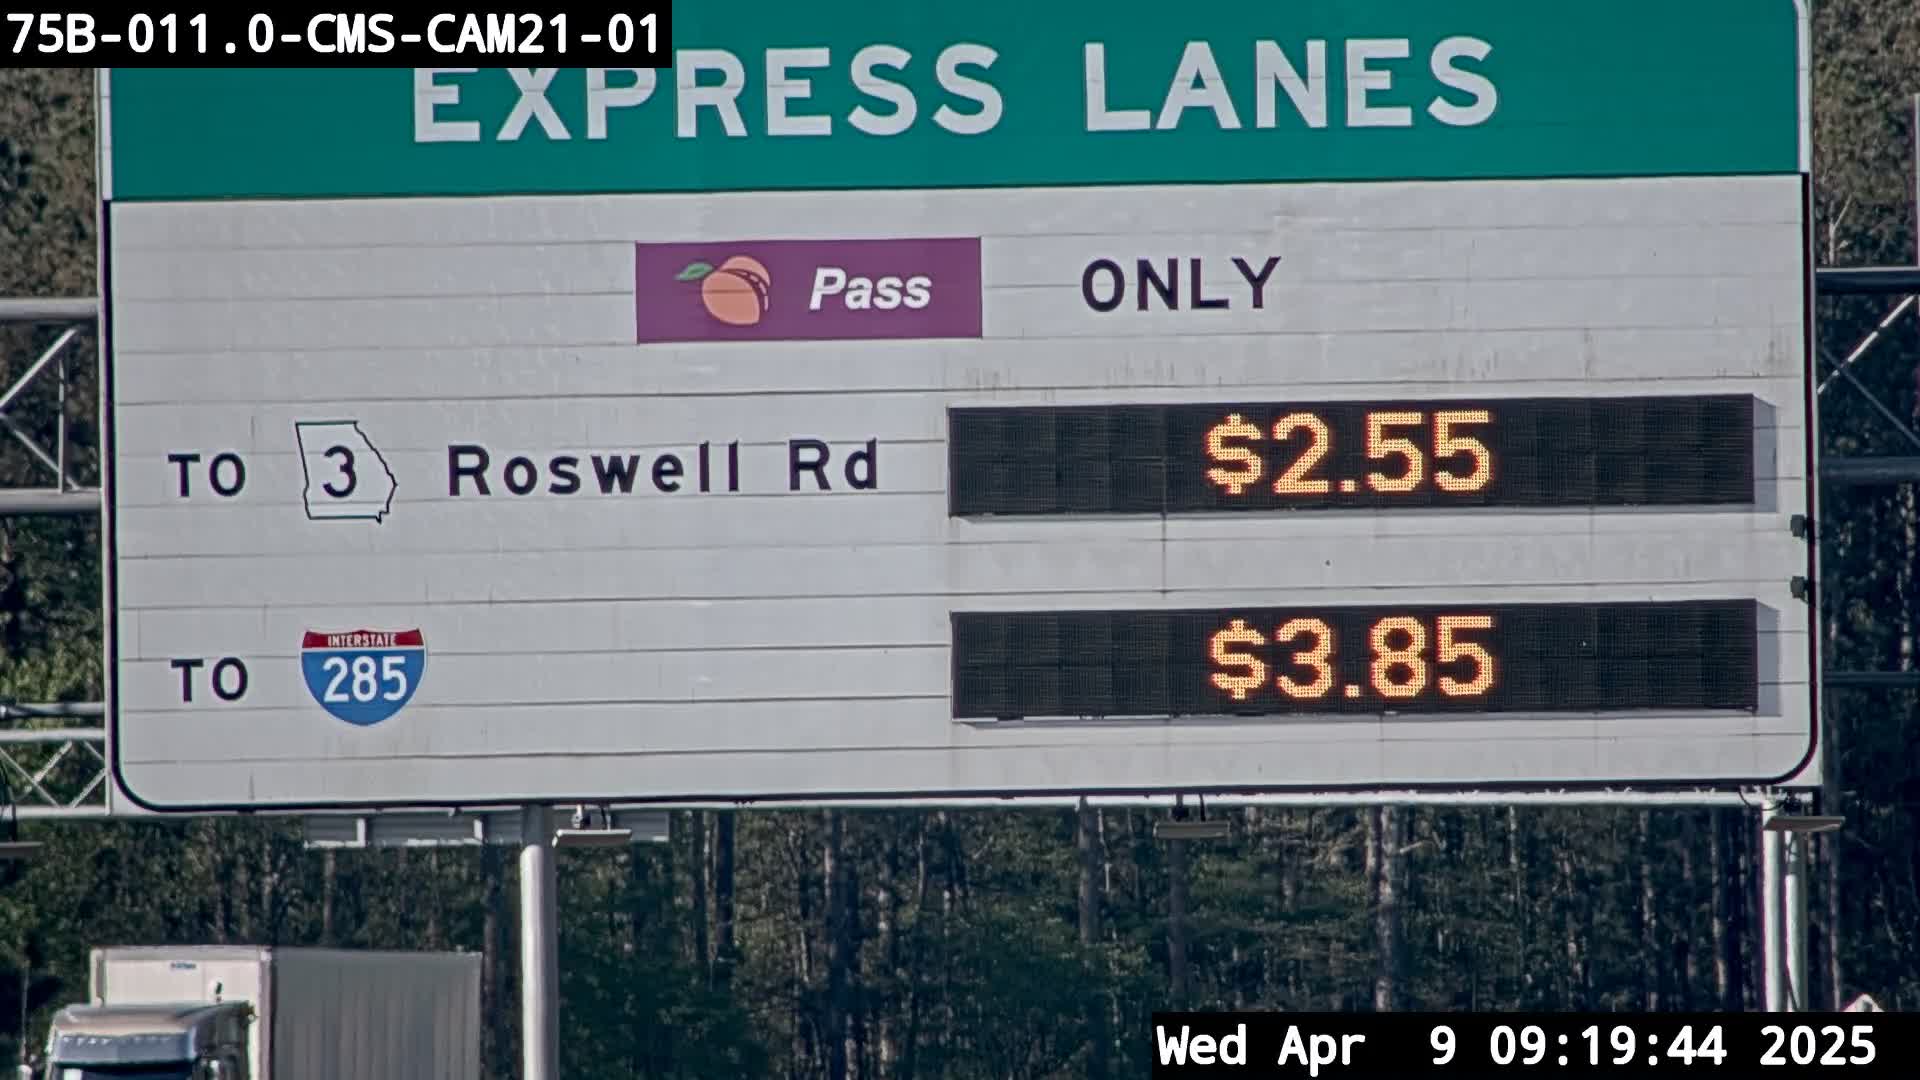 75B-011.0-CMS-CAM21-01
EXPRESS LANES
Pass ONLY
TO 3 Roswell Rd $2.55
TO INTERSTATE 285 $3.85
Wed Apr 9 09:19:44 2025